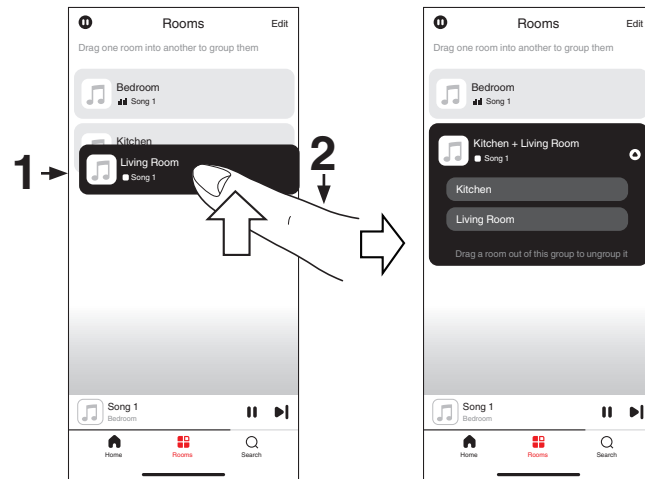 Rooms
Edit
Drag one room into another to group them
Bedroom
Song 1
Kitchen
Living Room
Song 1
1
2
Song 1
Bedroom
Home
Rooms
Search
Rooms
Edit
Drag one room into another to group them
Bedroom
Song 1
Kitchen + Living Room
Song 1
Kitchen
Living Room
Drag a room out of this group to ungroup it
Song 1
Bedroom
Home
Rooms
Search